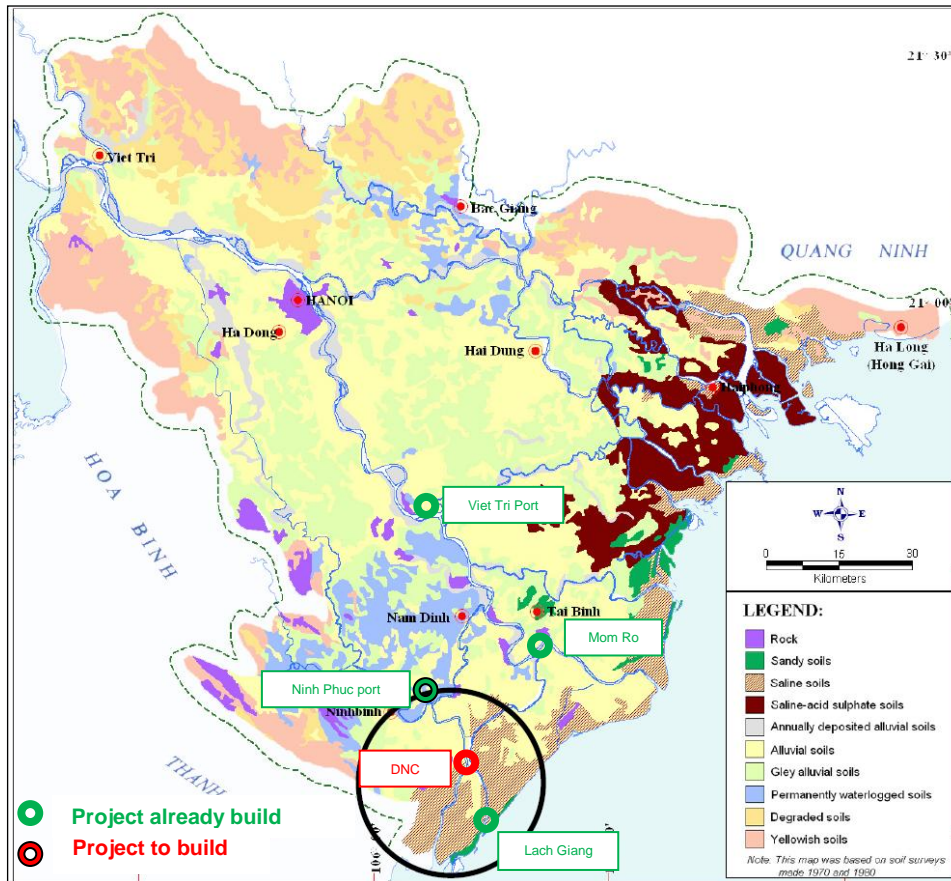 21° 30'
Viet Tri
Bac Giang
QUANG NINH
HANOI
21° 00'
Ha Dong
Hai Dung
Ha Long
(Hong Gai)
Haiphong
HOA BINH
Viet Tri Port
N
W E
S
0 15 30
Kilometers
Tai Binh
Nam Dinh
Mom Ro
Ninh Phuc port
Ninhbinh
DNC
THANH
Lach Giang
Project already build
Project to build
LEGEND:
Rock
Sandy soils
Saline soils
Saline-acid sulphate soils
Annually deposited alluvial soils
Alluvial soils
Gley alluvial soils
Permanently waterlogged soils
Degraded soils
Yellowish soils
Note: This map was based on soil surveys
made 1970 and 1980